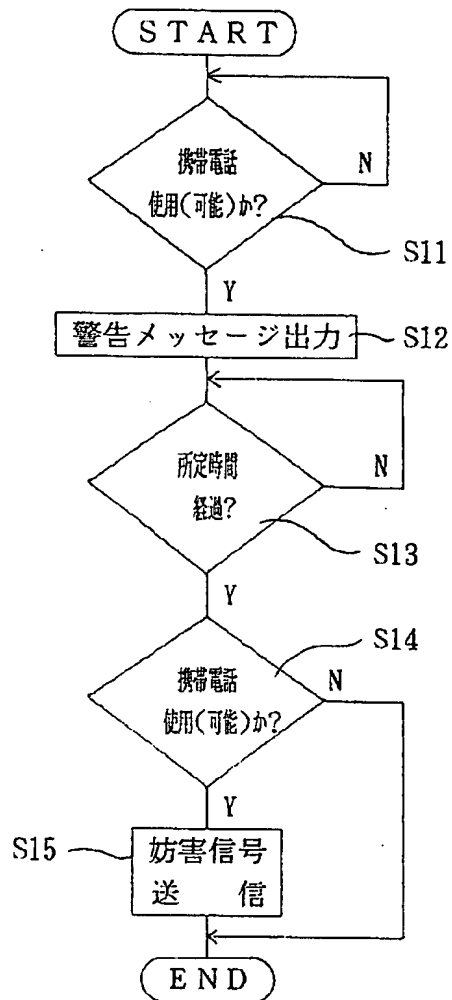 START
携帯電話
使用(可能)か?
N
S11
Y
警告メッセージ出力
S12
所定時間
経過?
N
S13
Y
S14
携帯電話
使用(可能)か?
N
Y
S15
妨害信号
送 信
END